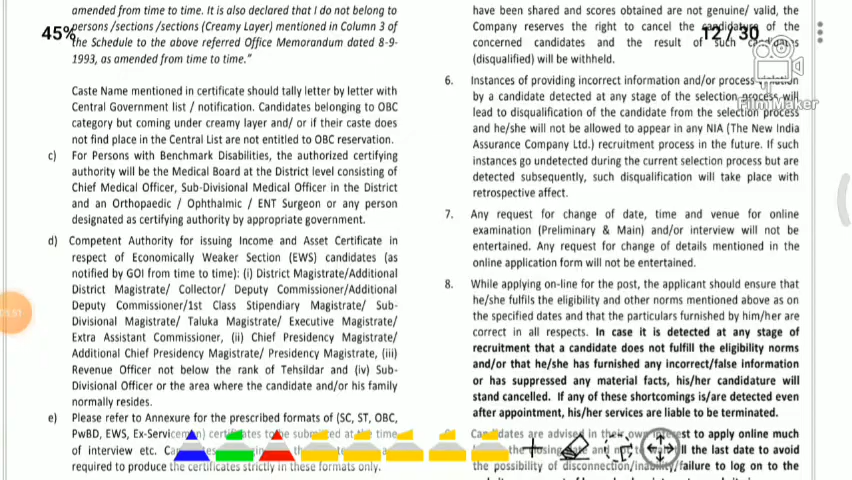 amended from time to time. It is also declared that I do not belong to
persons /sections /sections (Creamy Layer) mentioned in Column 3 of
the Schedule to the above referred Office Memorandum dated 8-9-
1993, as amended from time to time."
Caste Name mentioned in certificate should tally letter by letter with
Central Government list / notification. Candidates belonging to OBC
category but coming under creamy layer and/ or if their caste does
not find place in the Central List are not entitled to OBC reservation.
c) For Persons with Benchmark Disabilities, the authorized certifying
authority will be the Medical Board at the District level consisting of
Chief Medical Officer, Sub-Divisional Medical Officer in the District
and an Orthopaedic / Ophthalmic / ENT Surgeon or any person
designated as certifying authority by appropriate government.
d) Competent Authority for issuing Income and Asset Certificate in
respect of Economically Weaker Section (EWS) candidates (as
notified by GOI from time to time): (i) District Magistrate/Additional
District Magistrate/ Collector/ Deputy Commissioner/Additional
Deputy Commissioner/1st Class Stipendiary Magistrate/ Sub-
Divisional Magistrate/ Taluka Magistrate/ Executive Magistrate/
Extra Assistant Commissioner, (ii) Chief Presidency Magistrate/
Additional Chief Presidency Magistrate/ Presidency Magistrate, (iii)
Revenue Officer not below the rank of Tehsildar and (iv) Sub-
Divisional Officer or the area where the candidate and/or his family
normally resides.
e) Please refer to Annexure for the prescribed formats of (SC, ST, OBC,
PwBD, EWS, Ex-Servicemen) certificates to be submitted at the time
of interview etc.
required to produce the certificates strictly in these formats only.
45%
have been shared and scores obtained are not genuine/ valid, the
Company reserves the right to cancel the candidature of the
concerned candidates and the result of such candidates
(disqualified) will be withheld.
12 / 30
Film Maker
6. Instances of providing incorrect information and/or process violation
by a candidate detected at any stage of the selection process will
lead to disqualification of the candidate from the selection process
and he/she will not be allowed to appear in any NIA (The New India
Assurance Company Ltd.) recruitment process in the future. If such
instances go undetected during the current selection process but are
detected subsequently, such disqualification will take place with
retrospective affect.
7. Any request for change of date, time and venue for online
examination (Preliminary & Main) and/or interview will not be
entertained. Any request for change of details mentioned in the
online application form will not be entertained.
8. While applying on-line for the post, the applicant should ensure that
he/she fulfils the eligibility and other norms mentioned above as on
the specified dates and that the particulars furnished by him/her are
correct in all respects. In case it is detected at any stage of
recruitment that a candidate does not fulfill the eligibility norms
and/or that he/she has furnished any incorrect/false information
or has suppressed any material facts, his/her candidature will
stand cancelled. If any of these shortcomings is/are detected even
after appointment, his/her services are liable to be terminated.
Candidates are advised in their own interest to apply online much
the closing date and not to till the last date to avoid
the possibility of disconnection/inability/failure to log on to the